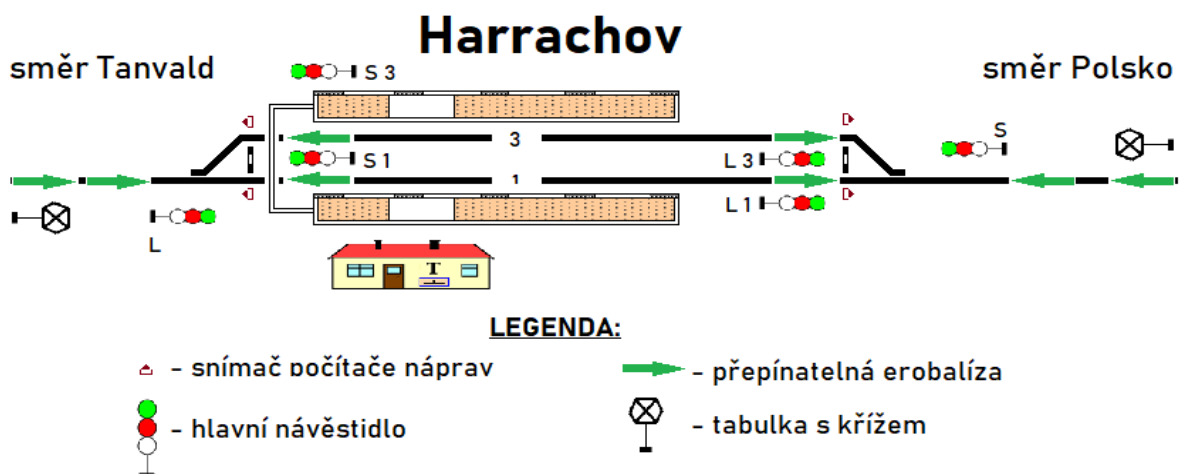 Harrachov
směr Tanvald
směr Polsko
S 3
S
3
S 1
L 3
1
L 1
L
T
LEGENDA:
- snímač počítače náprav
- přepínatelná erobalíza
- hlavní návěstidlo
- tabulka s křížem